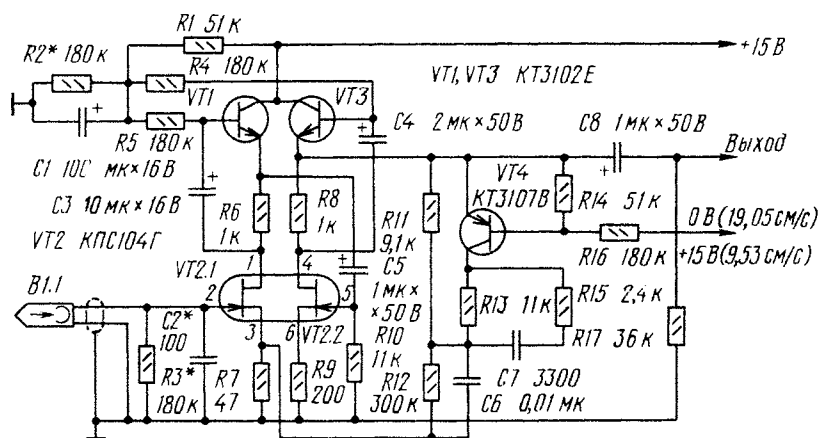 R1 51 к
R2* 180 к
R4 180 к
+15 В
VT1
VT3
VT1, VT3 КТ3102Е
R5 180 к
C4 2 мк × 50 В
C8 1 мк × 50 В
Выход
C1 100 мк × 16 В
C3 10 мк × 16 В
VT4
КТ3107В
R14 51 к
R6 1 к
R8 1 к
R11 9,1 к
0 В (19,05 см/с)
VT2 КПС104Г
R16 180 к
+15 В (9,53 см/с)
VT2.1
1
4
C5 1 мк × × 50 В
B1.1
2
5
R13 11 к
R15 2,4 к
C2* 100
3
6
VT2.2
R10 11 к
R17 36 к
R3* 180 к
R7 47
R9 200
R12 300 к
C7 3300
C6 0,01 мк